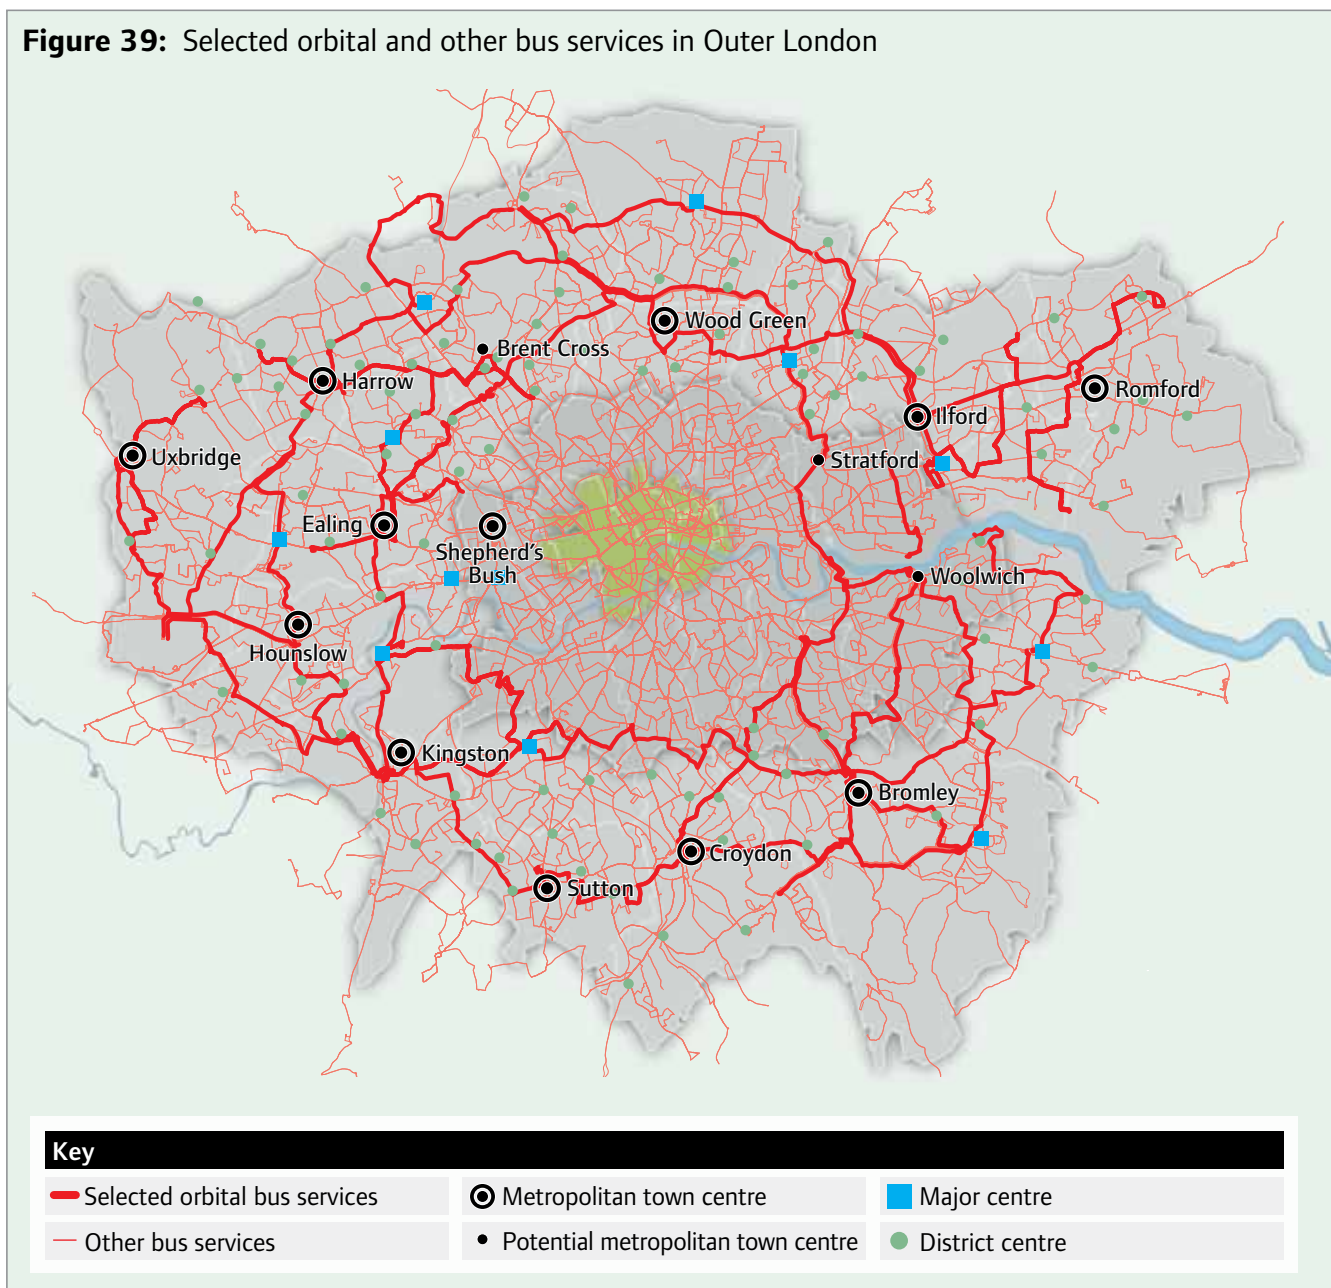 Figure 39: Selected orbital and other bus services in Outer London
Wood Green
Brent Cross
Harrow
Romford
Ilford
Uxbridge
Stratford
Ealing
Shepherd's
Bush
Woolwich
Hounslow
Kingston
Bromley
Croydon
Sutton
Key
Selected orbital bus services
Metropolitan town centre
Major centre
Other bus services
Potential metropolitan town centre
District centre